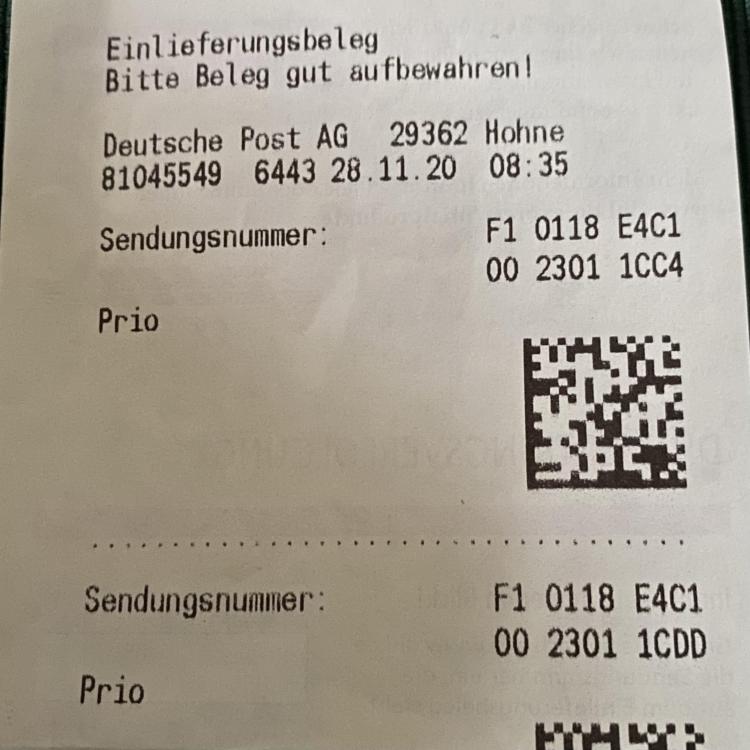 Einlieferungsbeleg
Bitte Beleg gut aufbewahren!
Deutsche Post AG 29362 Hohne
81045549 6443 28.11.20 08:35
Sendungsnummer: F1 0118 E4C1
00 2301 1CC4
Prio
Sendungsnummer: F1 0118 E4C1
00 2301 1CDD
Prio